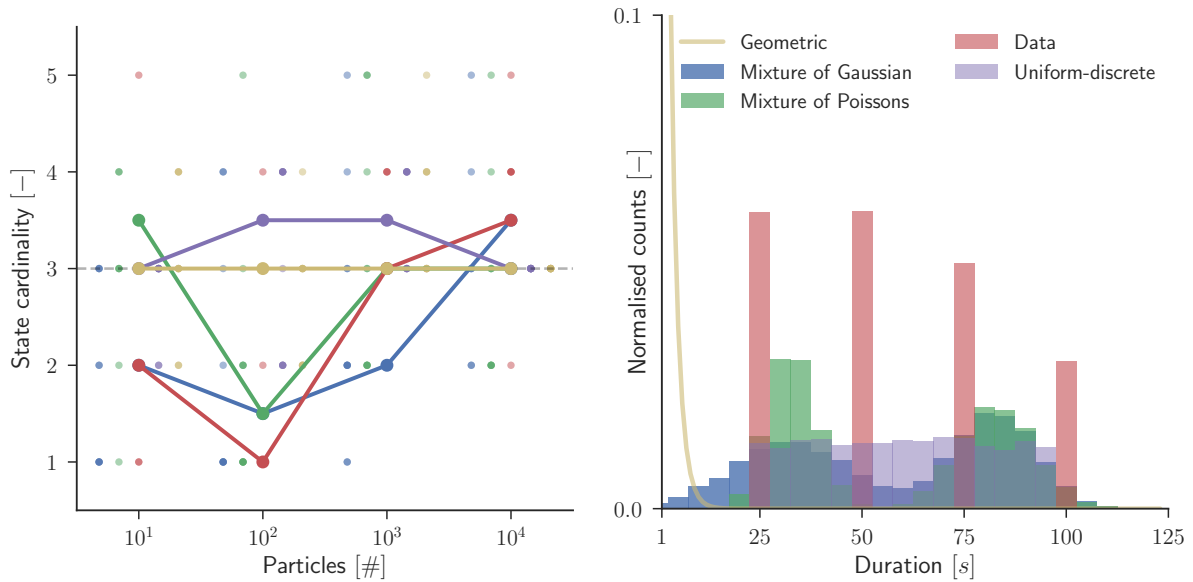 State cardinality [−]
5
4
3
2
1
10¹
10²
10³
10⁴
Particles [#]
Normalised counts [−]
0.1
0.0
Geometric
Mixture of Gaussian
Mixture of Poissons
Data
Uniform-discrete
1
25
50
75
100
125
Duration [s]